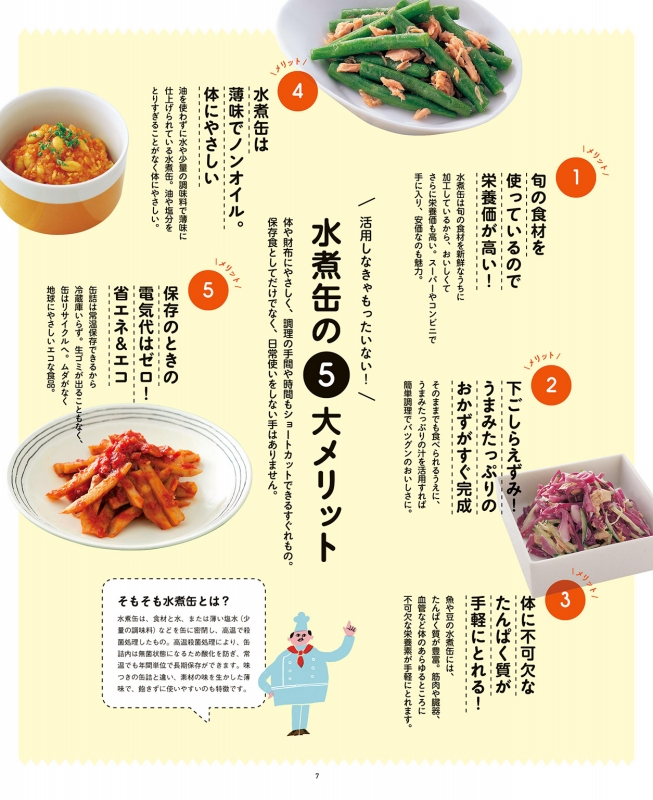 活用しなきゃもったいない!
水煮缶の5大メリット
体や財布にやさしく、調理の手間や時間もショートカットできるすぐれもの。
保存食としてだけでなく、日常使いをしない手はありません。
メリット
1
旬の食材を
使っているので
栄養価が高い!
水煮缶は旬の食材を新鮮なうちに
加工しているから、おいしくて
さらに栄養価も高い。スーパーやコンビニで
手に入り、安価なのも魅力。
メリット
2
下ごしらえずみ!
うまみたっぷりの
おかずがすぐ完成
そのままでも食べられるうえに、
うまみたっぷりの汁を活用すれば
簡単調理でバツグンのおいしさに。
メリット
3
体に不可欠な
たんぱく質が
手軽にとれる!
魚や豆の水煮缶には、
たんぱく質が豊富。筋肉や臓器、
血管など体のあらゆるところに
不可欠な栄養素が手軽にとれます。
メリット
4
水煮缶は
薄味でノンオイル。
体にやさしい
油を使わずに水や少量の調味料で薄味に
仕上げられている水煮缶。油や塩分を
とりすぎることがなく体にやさしい。
メリット
5
保存のときの
電気代はゼロ!
省エネ&エコ
缶詰は常温保存できるから
冷蔵庫いらず。生ゴミが出ることもなく、
缶はリサイクルへ。ムダがなく
地球にやさしいエコな食品。
そもそも水煮缶とは?
水煮缶は、食材と水、または薄い塩水(少
量の調味料)などを缶に密閉し、高温で殺
菌処理したもの。高温殺菌処理により、缶
詰内は無菌状態になるため酸化を防ぎ、常
温でも年間単位で長期保存ができます。味
つきの缶詰と違い、素材の味を生かした薄
味で、飽きずに使いやすいのも特徴です。
7